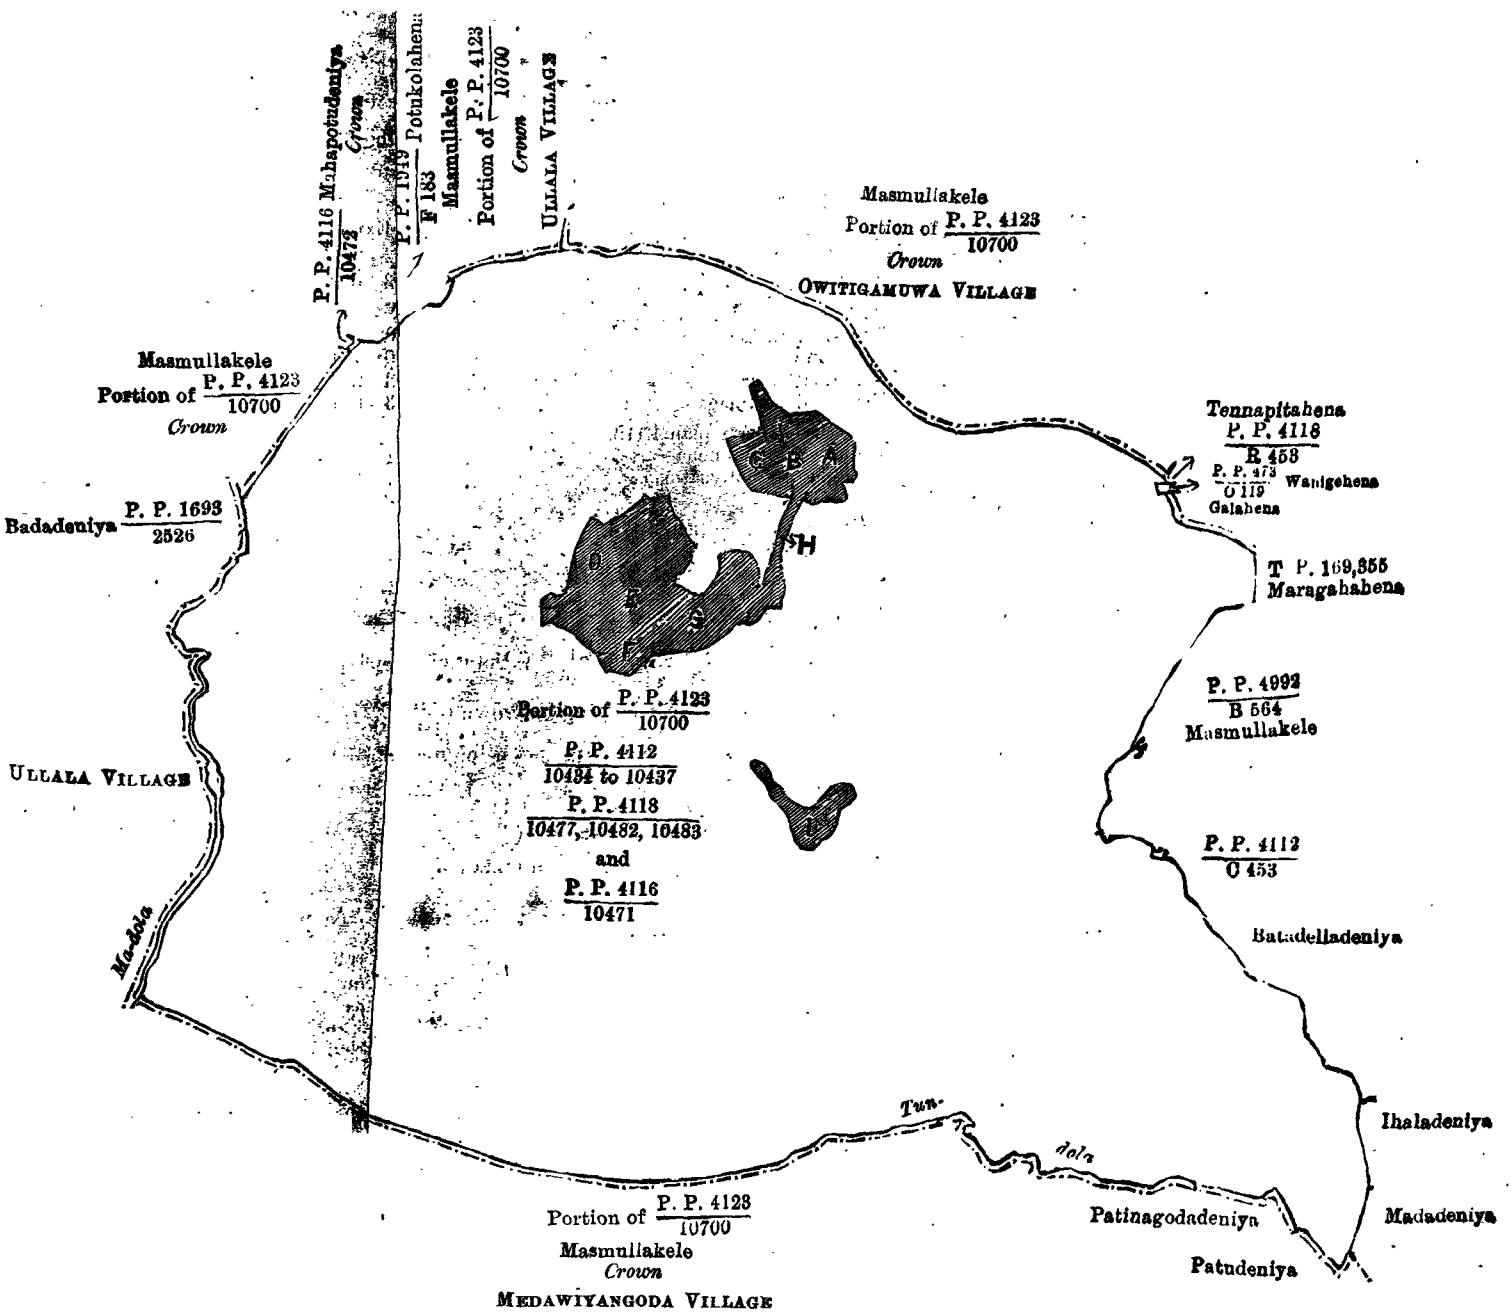 P. P. 4116 Mahapotudeniya
10472 Crown
P. P. 1919 Potukolahena
F 183
Masmullakele
Portion of P. P. 4123
10700
Crown
ULLALA VILLAGE
Masmullakele
Portion of P. P. 4123
10700
Crown
OWITIGAMUWA VILLAGE
Masmullakele
Portion of P. P. 4123
10700
Crown
Tennapitahena
P. P. 4118
R 453
P. P. 473 Wanigehena
O 119
Galahena
C B A
Badadeniya P. P. 1693
2526
H
D
T P. 169,355
Maragahahena
E
G
F
P. P. 4992
B 564
Masmullakele
Portion of P. P. 4123
10700
P. P. 4112
10434 to 10437
ULLALA VILLAGE
P. P. 4118
10477, 10482, 10483
I
and
P. P. 4116
10471
P. P. 4112
C 453
Ma-dola
Batadelladeniya
Tun-
dola
Ihaladeniya
Portion of P. P. 4123
10700
Masmullakele
Crown
MEDAWIYANGODA VILLAGE
Patinagodadeniya
Madadeniya
Patudeniya